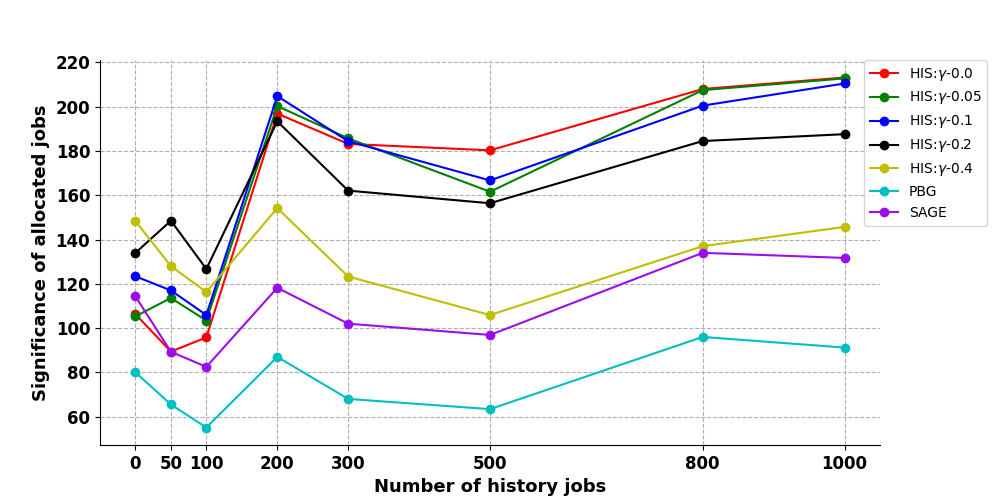 220
200
180
160
140
120
100
80
60
Significance of allocated jobs
0 50 100 200 300 500 800 1000
Number of history jobs
HIS:γ-0.0
HIS:γ-0.05
HIS:γ-0.1
HIS:γ-0.2
HIS:γ-0.4
PBG
SAGE